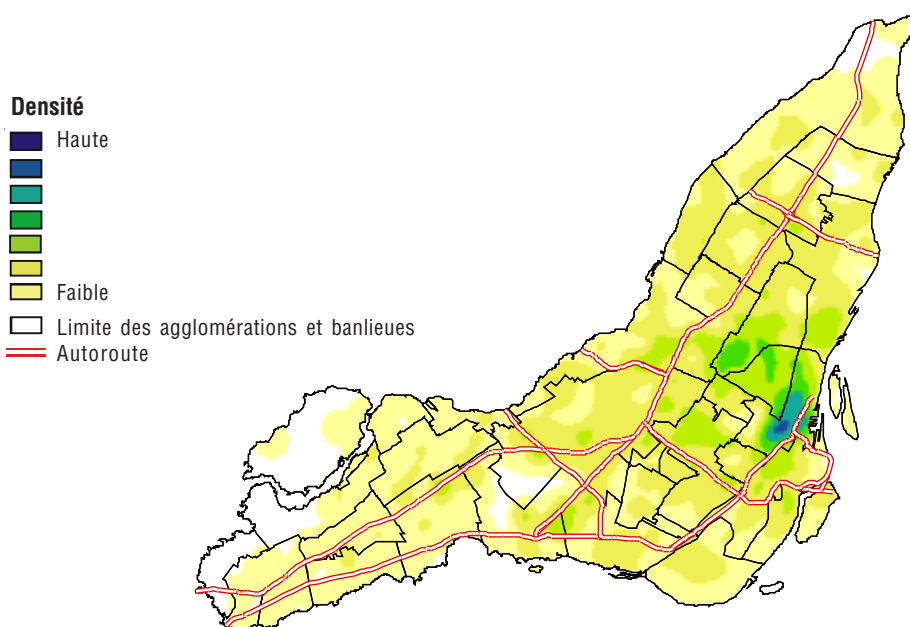 Densité
Haute
Faible
Limite des agglomérations et banlieues
Autoroute